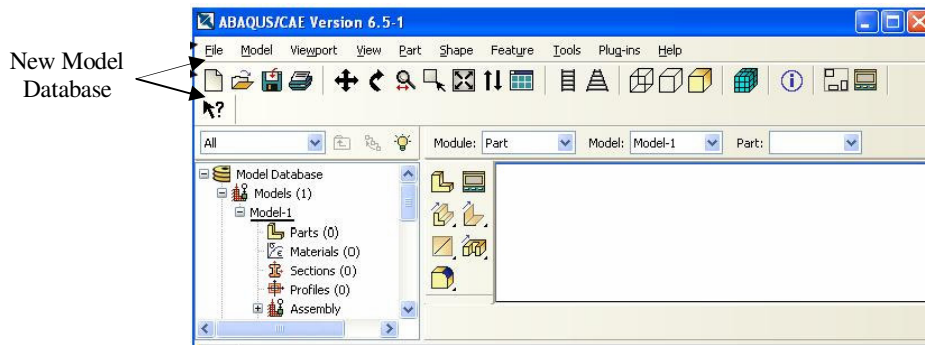 ABAQUS/CAE Version 6.5-1
File Model Viewport View Part Shape Feature Tools Plug-ins Help
New Model
Database
?
All Module: Part Model: Model-1 Part:
Model Database
Models (1)
Model-1
Parts (0)
Materials (0)
Sections (0)
Profiles (0)
Assembly